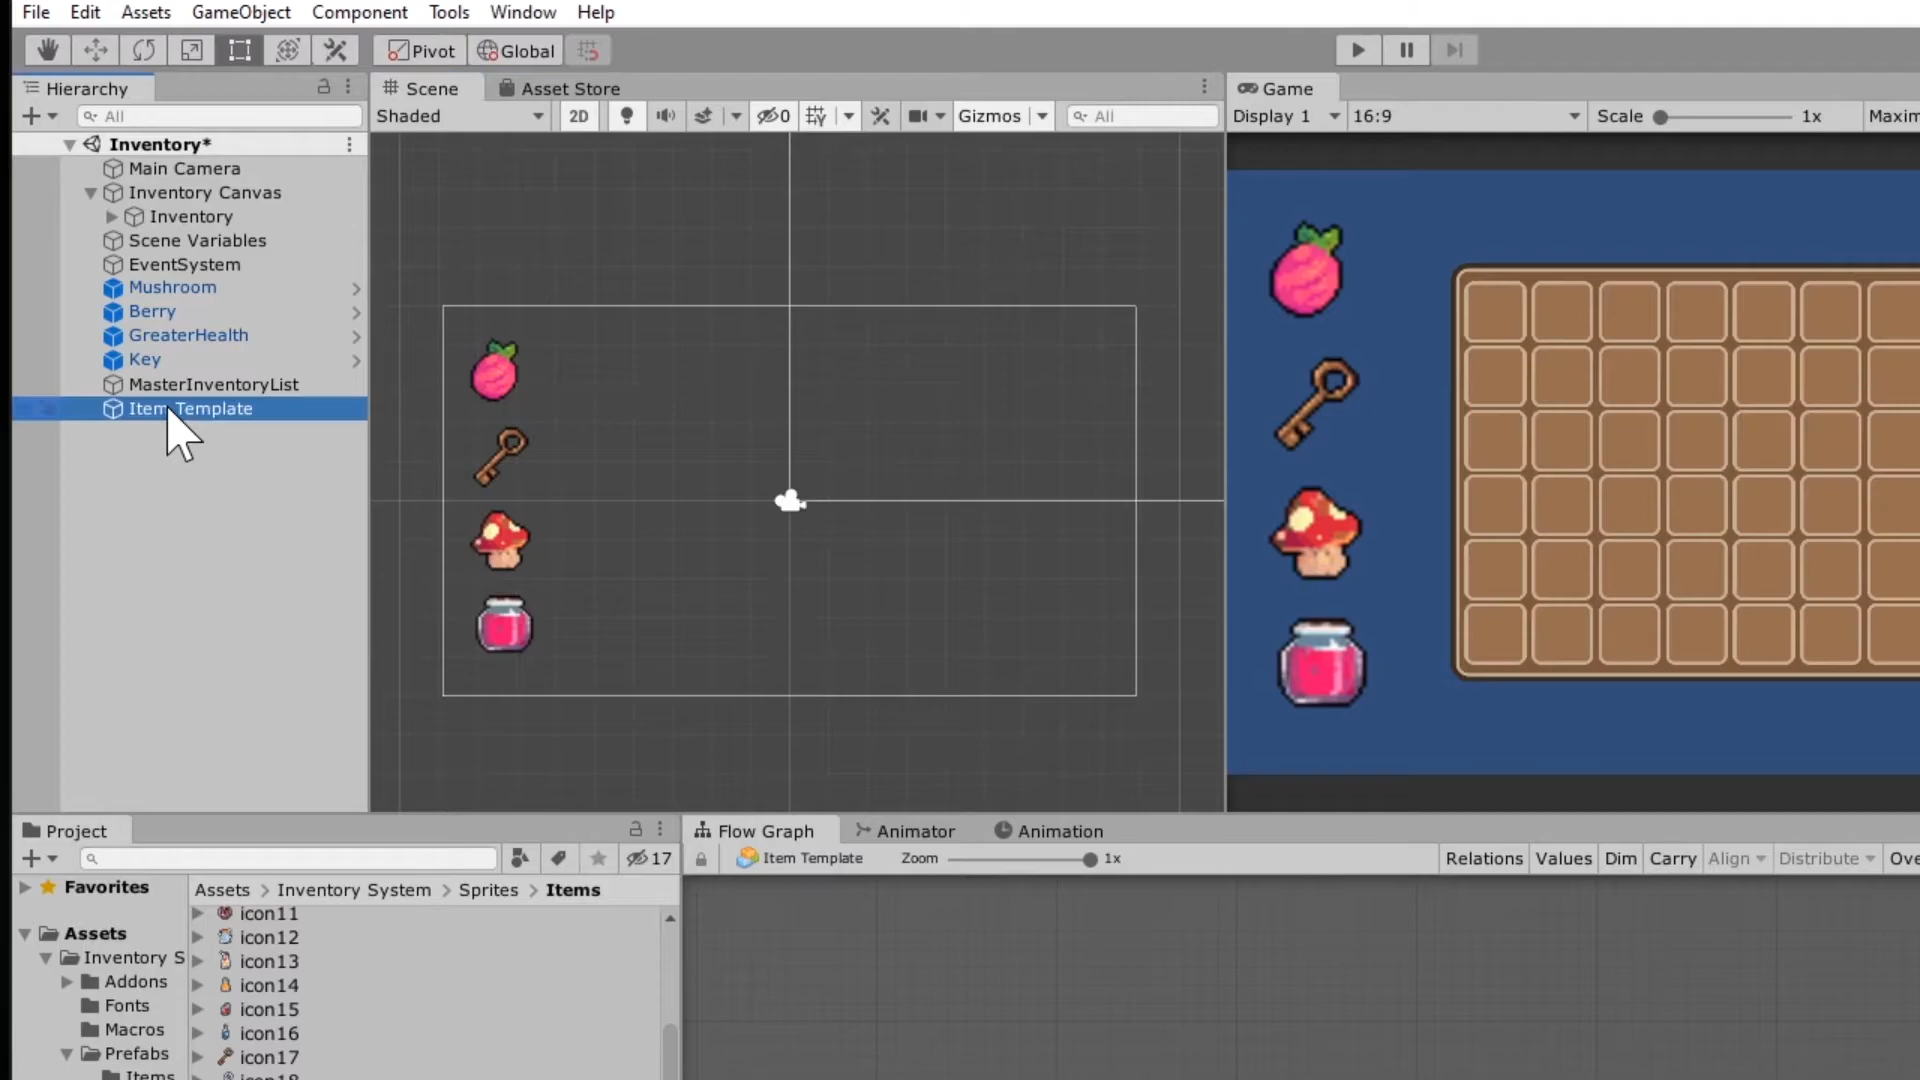 File Edit Assets GameObject Component Tools Window Help
Pivot Global
Hierarchy
All
Inventory*
Main Camera
Inventory Canvas
Inventory
Scene Variables
EventSystem
Mushroom
Berry
GreaterHealth
Key
MasterInventoryList
Item Template
Scene Asset Store
Shaded 2D 0 Gizmos All
Game
Display 1 16:9 Scale 1x Maxim
Project
17
Favorites
Assets
Inventory S
Addons
Fonts
Macros
Prefabs
Items
Assets > Inventory System > Sprites > Items
icon11
icon12
icon13
icon14
icon15
icon16
icon17
icon18
Flow Graph Animator Animation
Item Template Zoom 1x Relations Values Dim Carry Align Distribute Ove